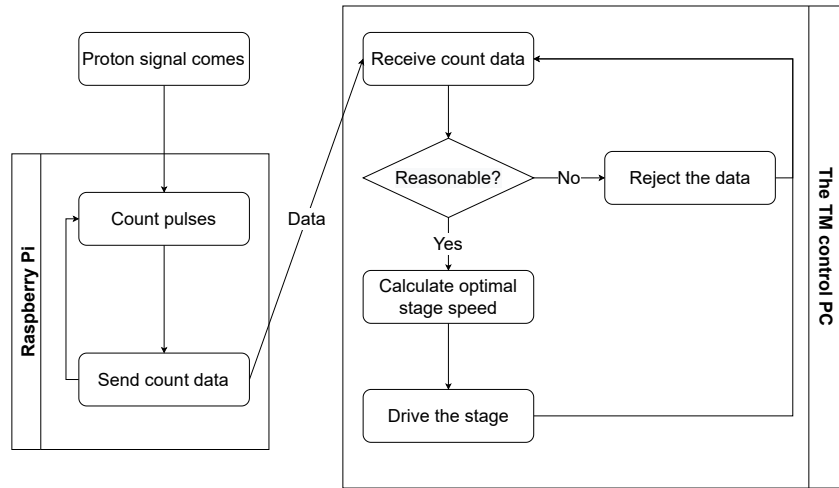 Proton signal comes
Raspberry Pi
Count pulses
Send count data
Data
The TM control PC
Receive count data
Reasonable?
No
Reject the data
Yes
Calculate optimal
stage speed
Drive the stage